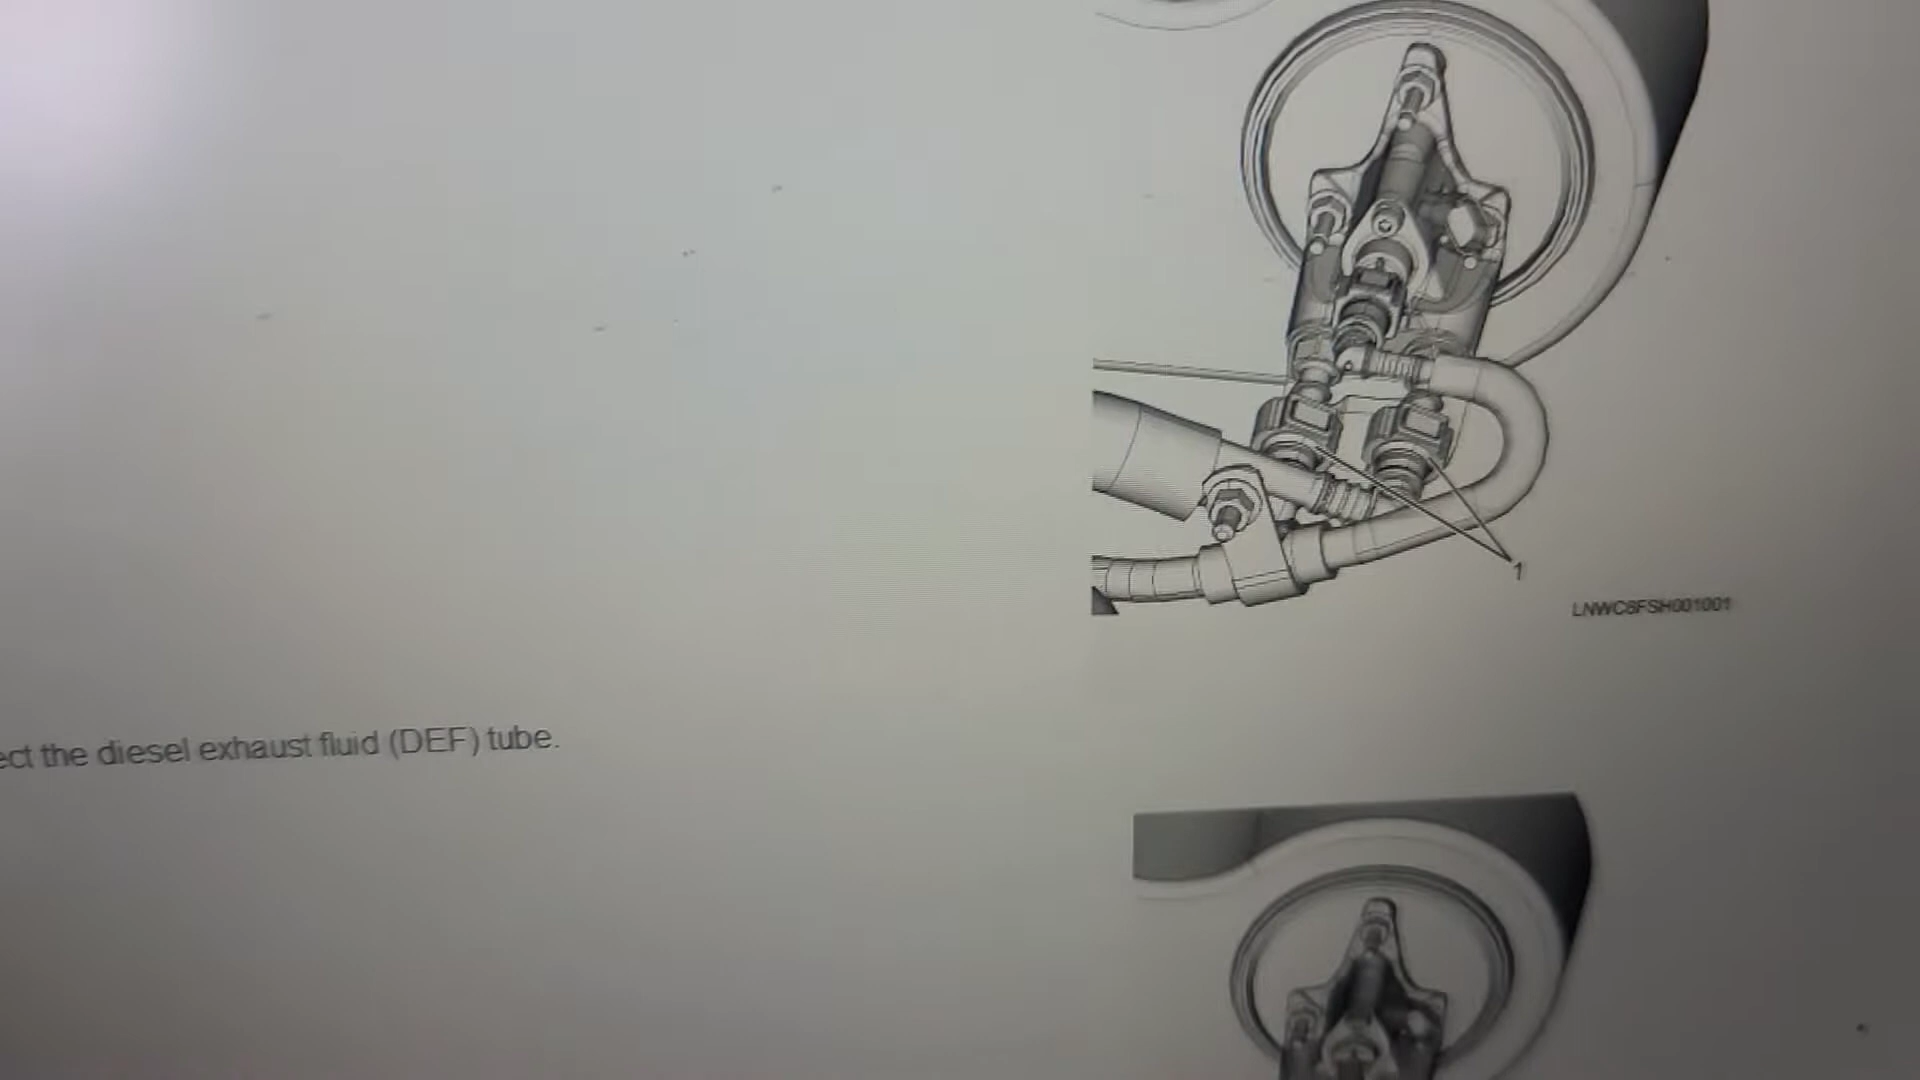 1
LNWC8FSH001001
ect the diesel exhaust fluid (DEF) tube.